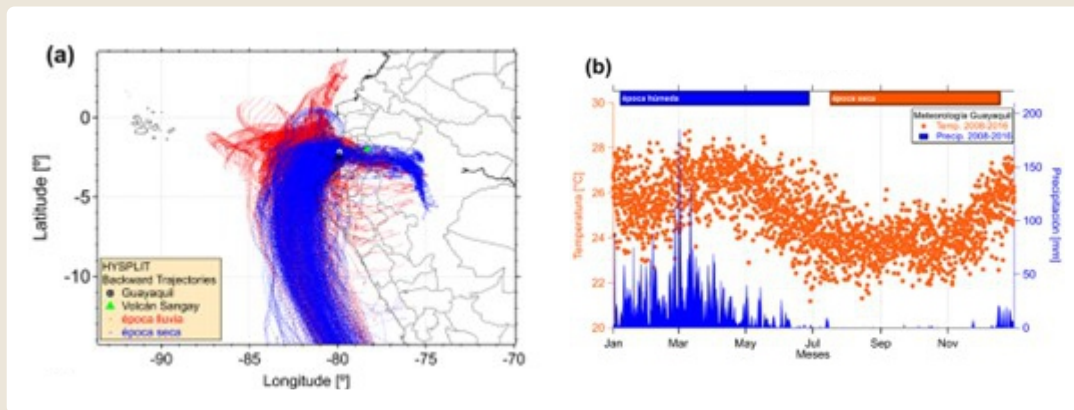 (a)
Latitude [º]
0
-5
-10
HYSPLIT
Backward Trajectories
Guayaquil
Volcán Sangay
época lluvia
época seca
-90
-85
-80
-75
-70
Longitude [º]
(b)
época húmeda
época seca
Meteorología Guayaquil
Temp. 2008-2016
Precip. 2008-2016
Temperatura [°C]
30
28
26
24
22
20
Precipitación [mm]
200
150
100
50
0
Jan
Mar
May
Jul
Sep
Nov
Meses